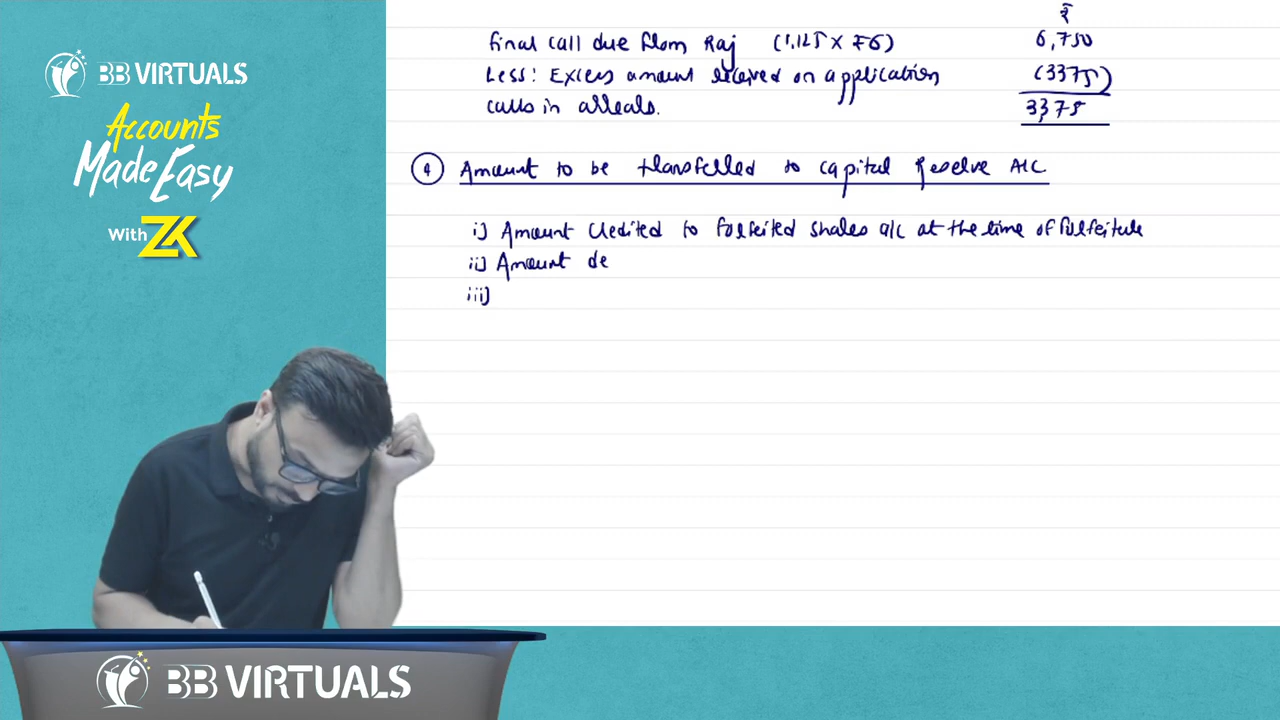 BB VIRTUALS
Accounts
Made Easy
With ZK
₹
final call due from Raj (1,125 X ₹6) 6,750
Less: Excess amount received on application (3375)
calls in arrears. 3,375
4 Amount to be transferred to capital Reserve A/C
i) Amount credited to forfeited shares a/c at the time of forfeiture
ii) Amount de
iii)
BB VIRTUALS